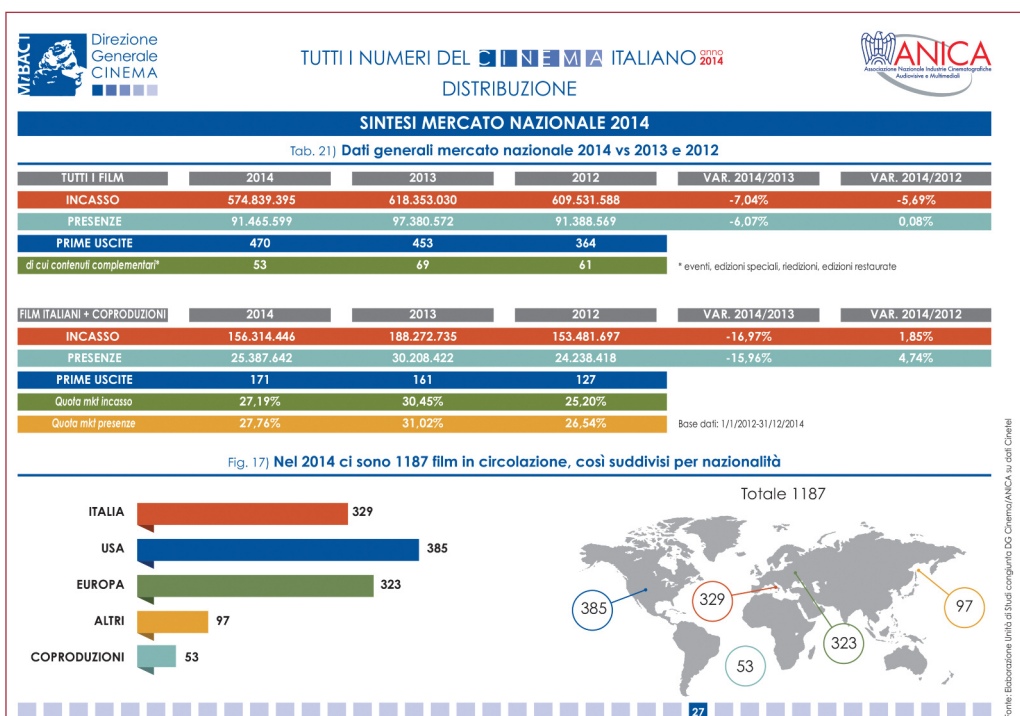 MiBACT
Direzione
Generale
CINEMA
TUTTI I NUMERI DEL CINEMA ITALIANO anno 2014
DISTRIBUZIONE
ANICA
Associazione Nazionale Industrie Cinematografiche
Audiovisive e Multimediali
SINTESI MERCATO NAZIONALE 2014
Tab. 21) Dati generali mercato nazionale 2014 vs 2013 e 2012
TUTTI I FILM 2014 2013 2012 VAR. 2014/2013 VAR. 2014/2012
INCASSO 574.839.395 618.353.030 609.531.588 -7,04% -5,69%
PRESENZE 91.465.599 97.380.572 91.388.569 -6,07% 0,08%
PRIME USCITE 470 453 364
di cui contenuti complementari* 53 69 61 * eventi, edizioni speciali, riedizioni, edizioni restaurate
FILM ITALIANI + COPRODUZIONI 2014 2013 2012 VAR. 2014/2013 VAR. 2014/2012
INCASSO 156.314.446 188.272.735 153.481.697 -16,97% 1,85%
PRESENZE 25.387.642 30.208.422 24.238.418 -15,96% 4,74%
PRIME USCITE 171 161 127
Quota mkt incasso 27,19% 30,45% 25,20%
Quota mkt presenze 27,76% 31,02% 26,54% Base dati: 1/1/2012-31/12/2014
Fig. 17) Nel 2014 ci sono 1187 film in circolazione, così suddivisi per nazionalità
ITALIA 329
USA 385
EUROPA 323
ALTRI 97
COPRODUZIONI 53
Totale 1187
385
329
97
323
53
Fonte: Elaborazione Unità di Studi congiunta DG Cinema/ANICA su dati Cinetel
27